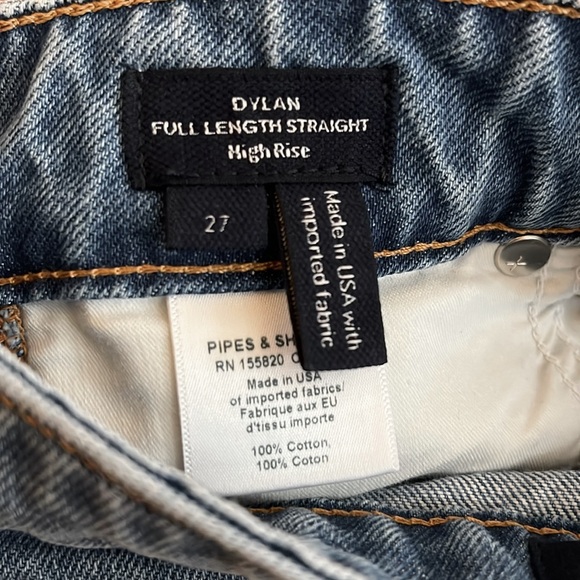 DYLAN
FULL LENGTH STRAIGHT
High Rise
27
Made in USA with
imported fabric
PIPES &
RN 155820
Made in USA
of imported fabrics/
Fabrique aux EU
d'tissu importe
100% Cotton,
100% Coton